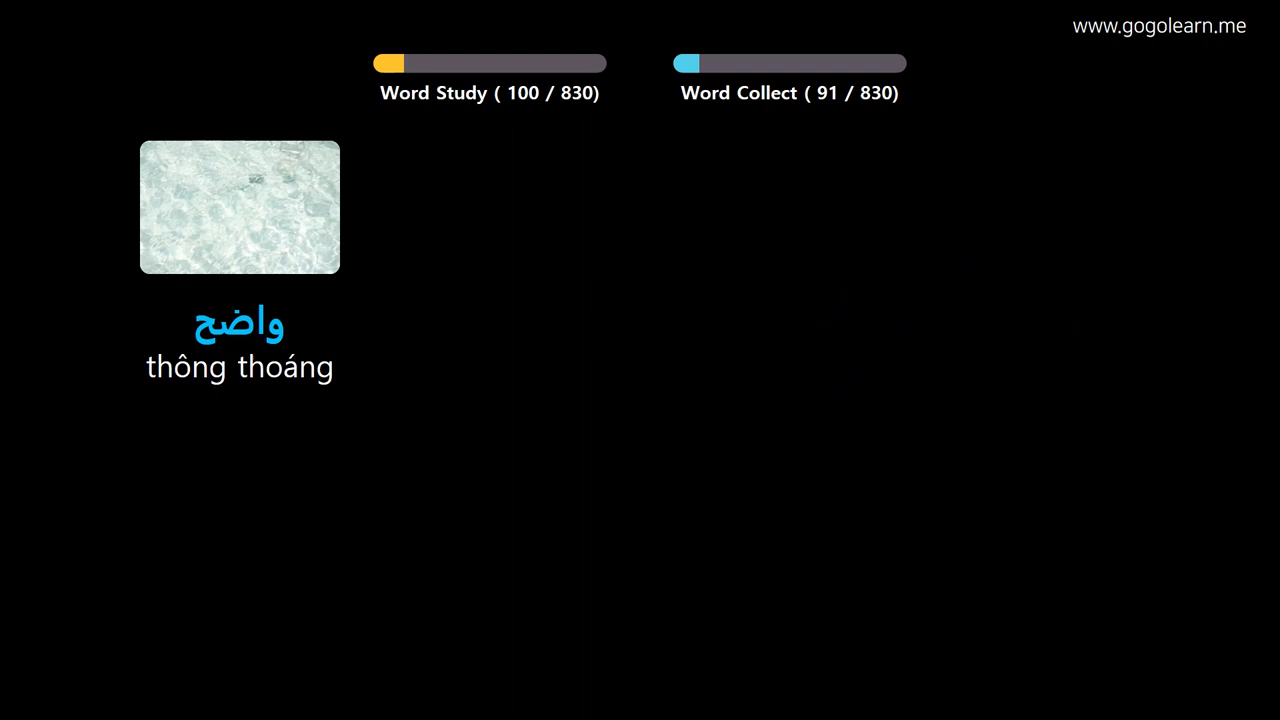 www.gogolearn.me
Word Study ( 100 / 830)
Word Collect ( 91 / 830)
واضح
thông thoáng